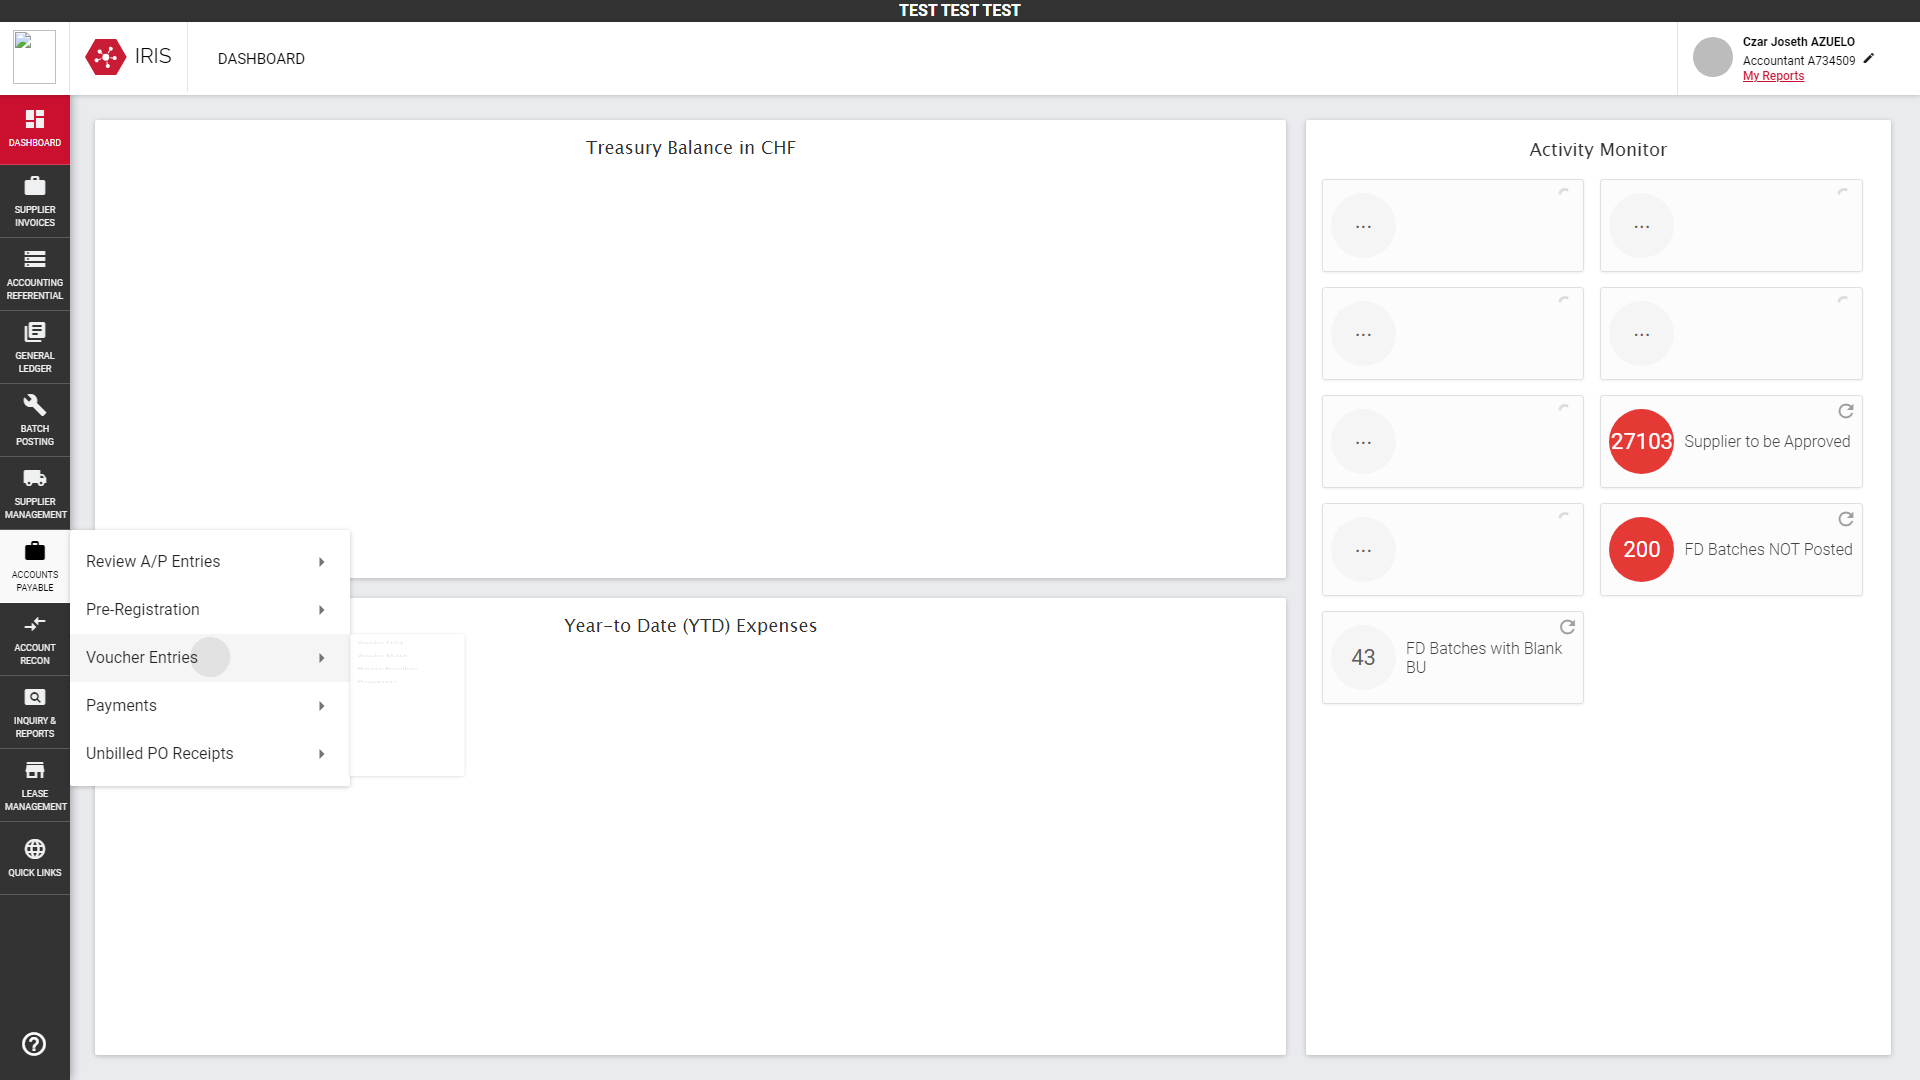 TEST TEST TEST
IRIS
DASHBOARD
Czar Joseth AZUELO
Accountant A734509
My Reports
DASHBOARD
SUPPLIER
INVOICES
ACCOUNTING
REFERENTIAL
GENERAL
LEDGER
BATCH
POSTING
SUPPLIER
MANAGEMENT
ACCOUNTS
PAYABLE
ACCOUNT
RECON
INQUIRY &
REPORTS
LEASE
MANAGEMENT
QUICK LINKS
Review A/P Entries
Pre-Registration
Voucher Entries
Payments
Unbilled PO Receipts
Treasury Balance in CHF
Year-to Date (YTD) Expenses
Activity Monitor
...
...
...
...
...
27103
Supplier to be Approved
...
200
FD Batches NOT Posted
43
FD Batches with Blank
BU